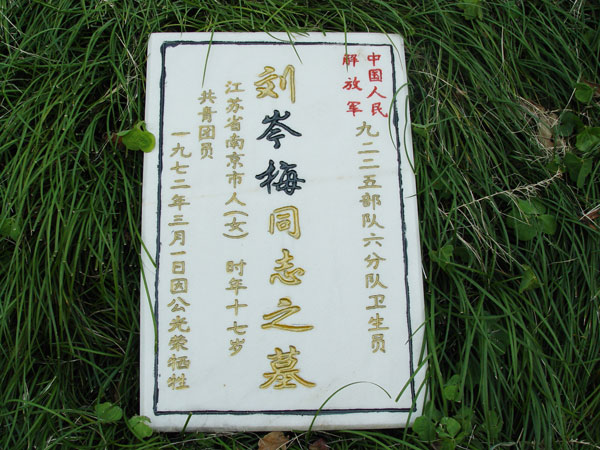 中国人民
解放军
九二二五部队六分队卫生员
刘岑梅同志之墓
江苏省南京市人(女) 时年十七岁
共青团员
一九七二年三月一日因公光荣牺牲